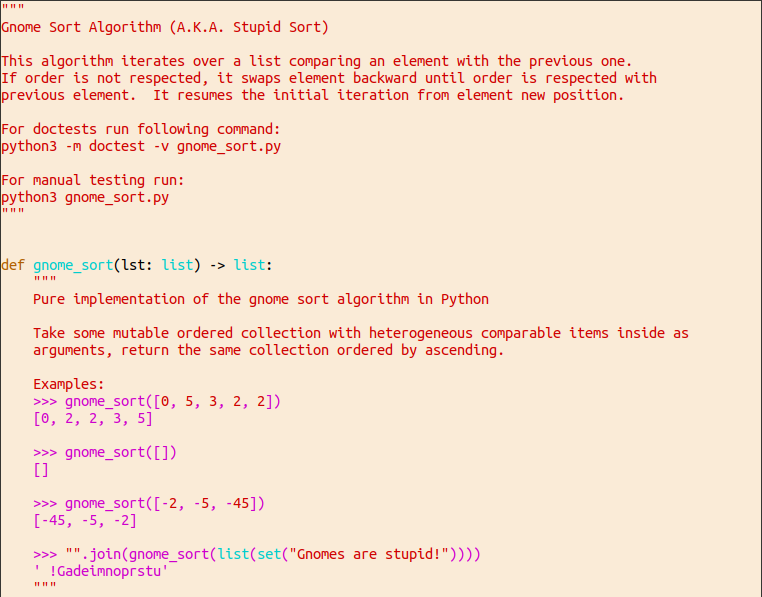 """
Gnome Sort Algorithm (A.K.A. Stupid Sort)
This algorithm iterates over a list comparing an element with the previous one.
If order is not respected, it swaps element backward until order is respected with
previous element.  It resumes the initial iteration from element new position.
For doctests run following command:
python3 -m doctest -v gnome_sort.py
For manual testing run:
python3 gnome_sort.py
"""
def gnome_sort(lst: list) -> list:
    """
    Pure implementation of the gnome sort algorithm in Python
    Take some mutable ordered collection with heterogeneous comparable items inside as
    arguments, return the same collection ordered by ascending.
    Examples:
    >>> gnome_sort([0, 5, 3, 2, 2])
    [0, 2, 2, 3, 5]
    >>> gnome_sort([])
    []
    >>> gnome_sort([-2, -5, -45])
    [-45, -5, -2]
    >>> "".join(gnome_sort(list(set("Gnomes are stupid!"))))
    ' !Gadeimnoprstu'
    """